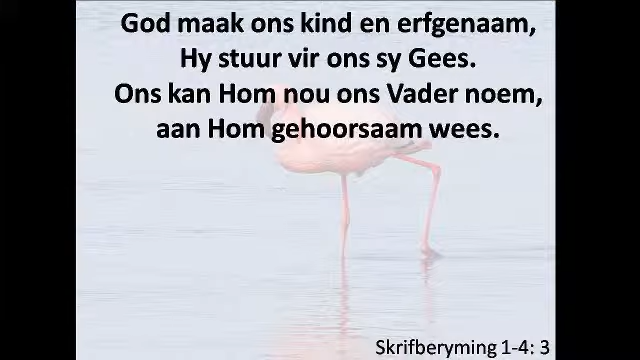 God maak ons kind en erfgenaam,
Hy stuur vir ons sy Gees.
Ons kan Hom nou ons Vader noem,
aan Hom gehoorsaam wees.
Skrifberyming 1-4: 3